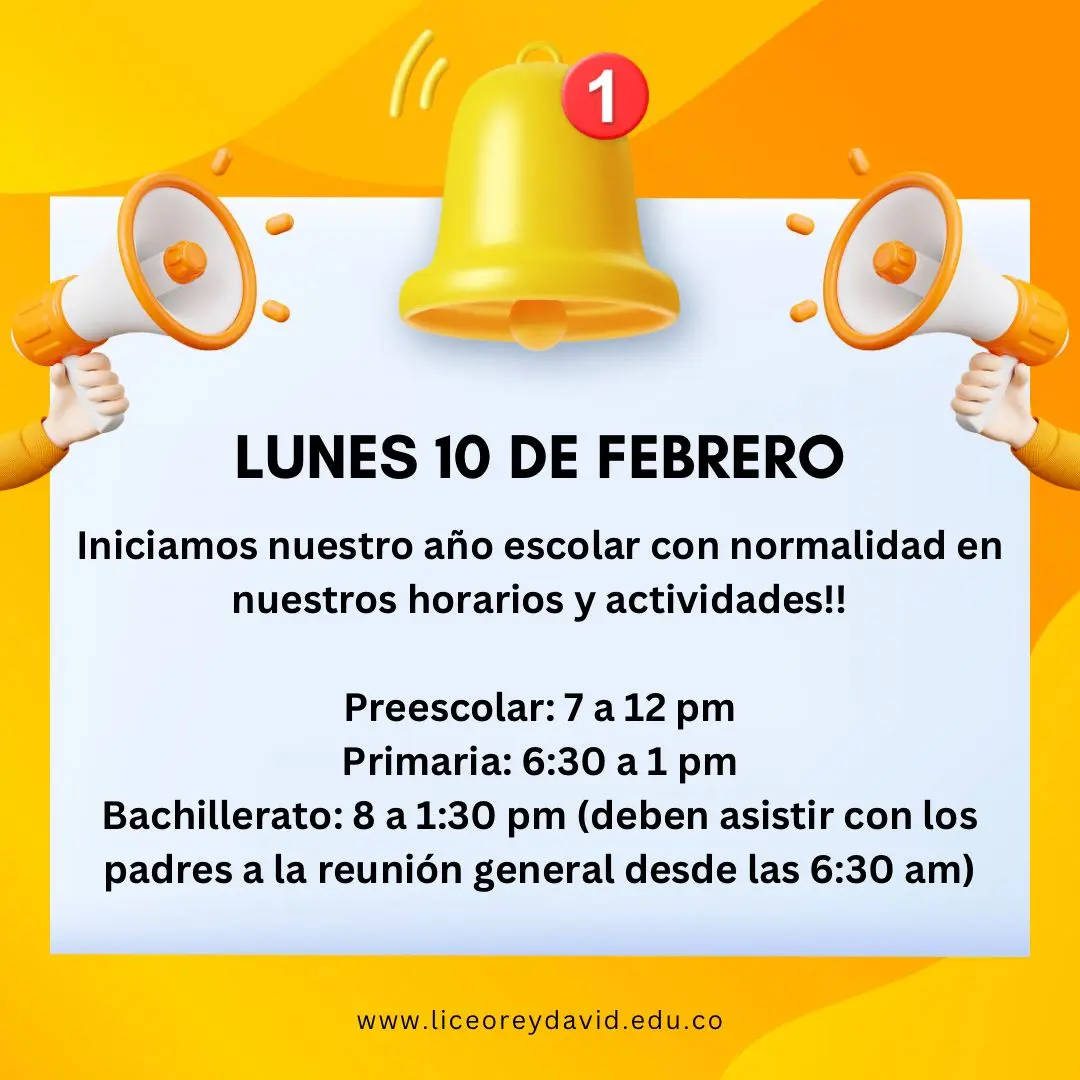 1
LUNES 10 DE FEBRERO
Iniciamos nuestro año escolar con normalidad en
nuestros horarios y actividades!!
Preescolar: 7 a 12 pm
Primaria: 6:30 a 1 pm
Bachillerato: 8 a 1:30 pm (deben asistir con los
padres a la reunión general desde las 6:30 am)
www.liceoreydavid.edu.co